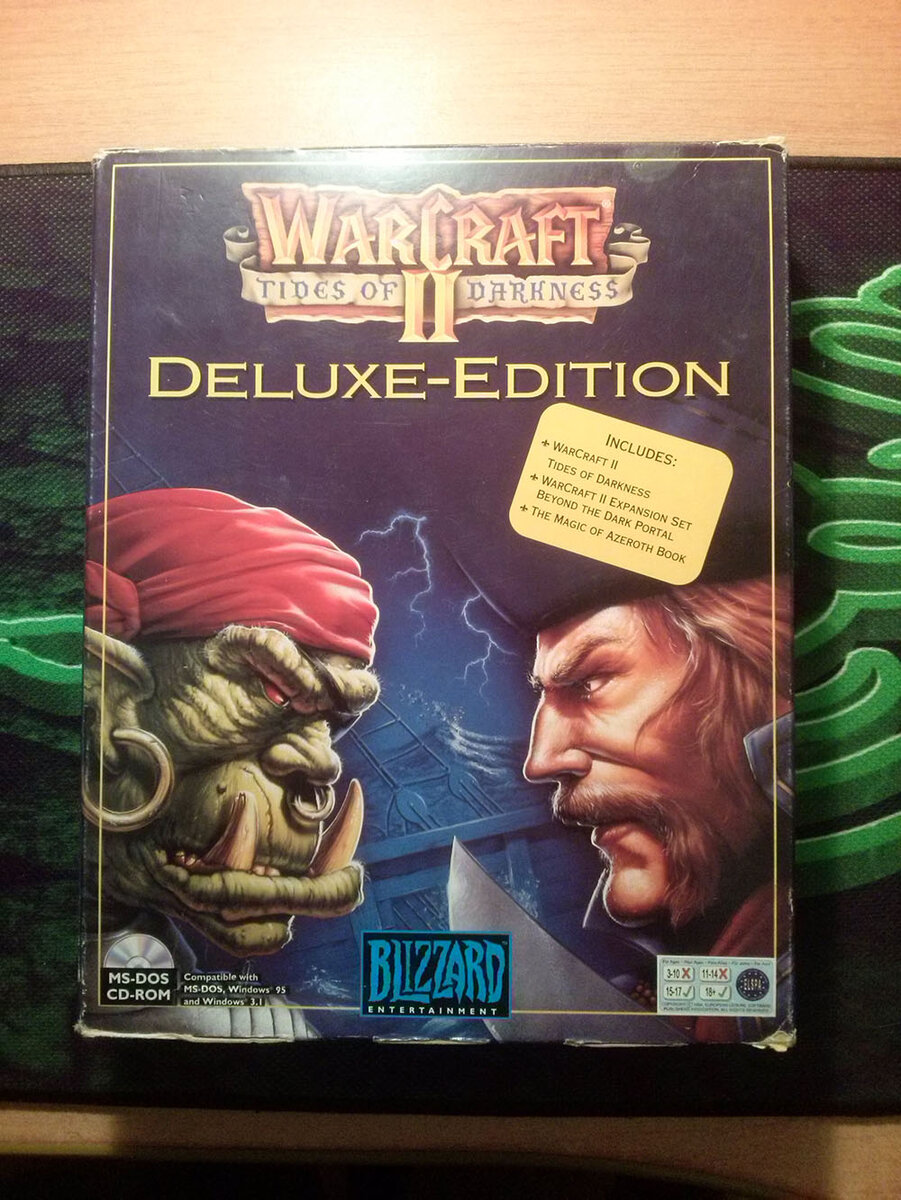 WARCRAFT®
TIDES OF II DARKNESS
DELUXE-EDITION
INCLUDES:
+ WARCRAFT II
TIDES OF DARKNESS
+ WARCRAFT II EXPANSION SET
BEYOND THE DARK PORTAL
+ THE MAGIC OF AZEROTH BOOK
MS-DOS
CD-ROM
Compatible with
MS-DOS, Windows® 95
and Windows® 3.1
BLIZZARD™
ENTERTAINMENT
3-10 X 11-14 X
15-17 ✓ 18+ ✓
ELSPA